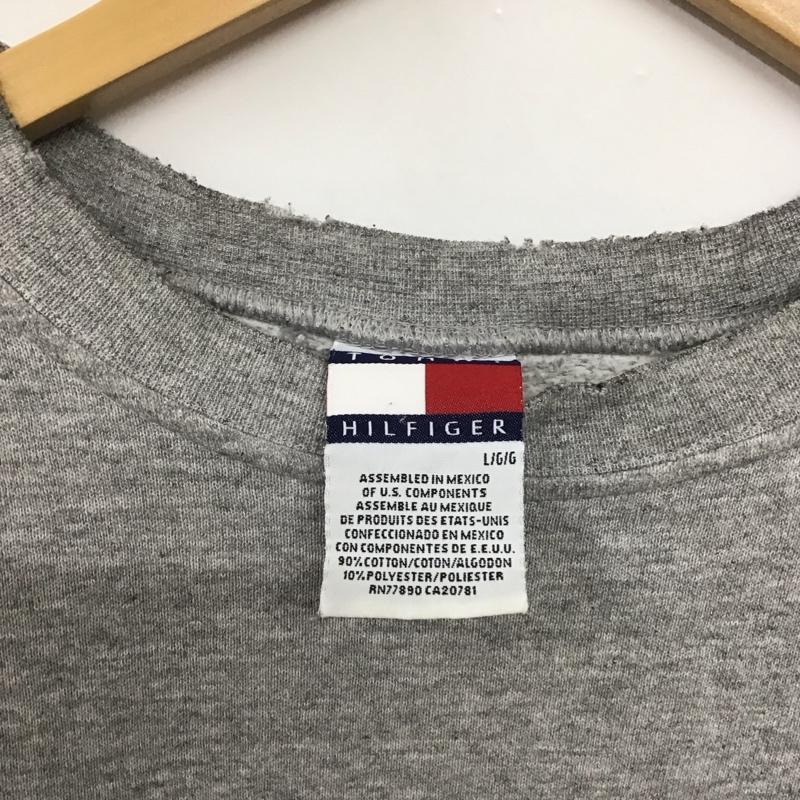 TOMMY
HILFIGER
L/G/G
ASSEMBLED IN MEXICO
OF U.S. COMPONENTS
ASSEMBLE AU MEXIQUE
DE PRODUITS DES ETATS-UNIS
CONFECCIONADO EN MEXICO
CON COMPONENTES DE E.E.U.U.
90% COTTON/COTON/ALGODON
10% POLYESTER/POLIESTER
RN77890 CA20781